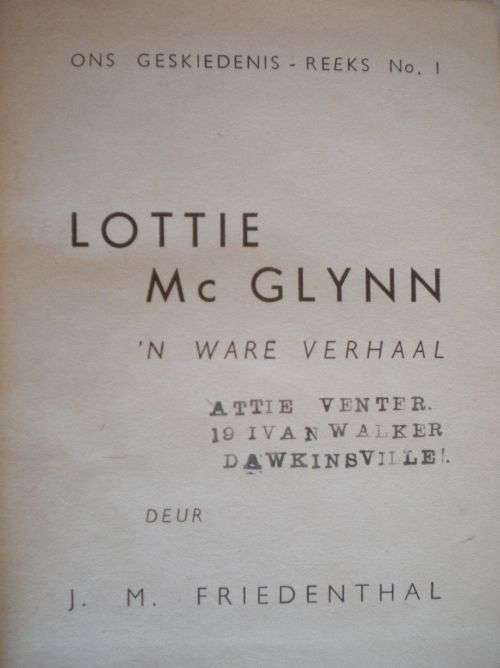 ONS GESKIEDENIS - REEKS No. 1
LOTTIE
Mc GLYNN
'N WARE VERHAAL
ATTIE VENTER.
19 IVAN WALKER
DAWKINSVILLE!.
DEUR
J. M. FRIEDENTHAL